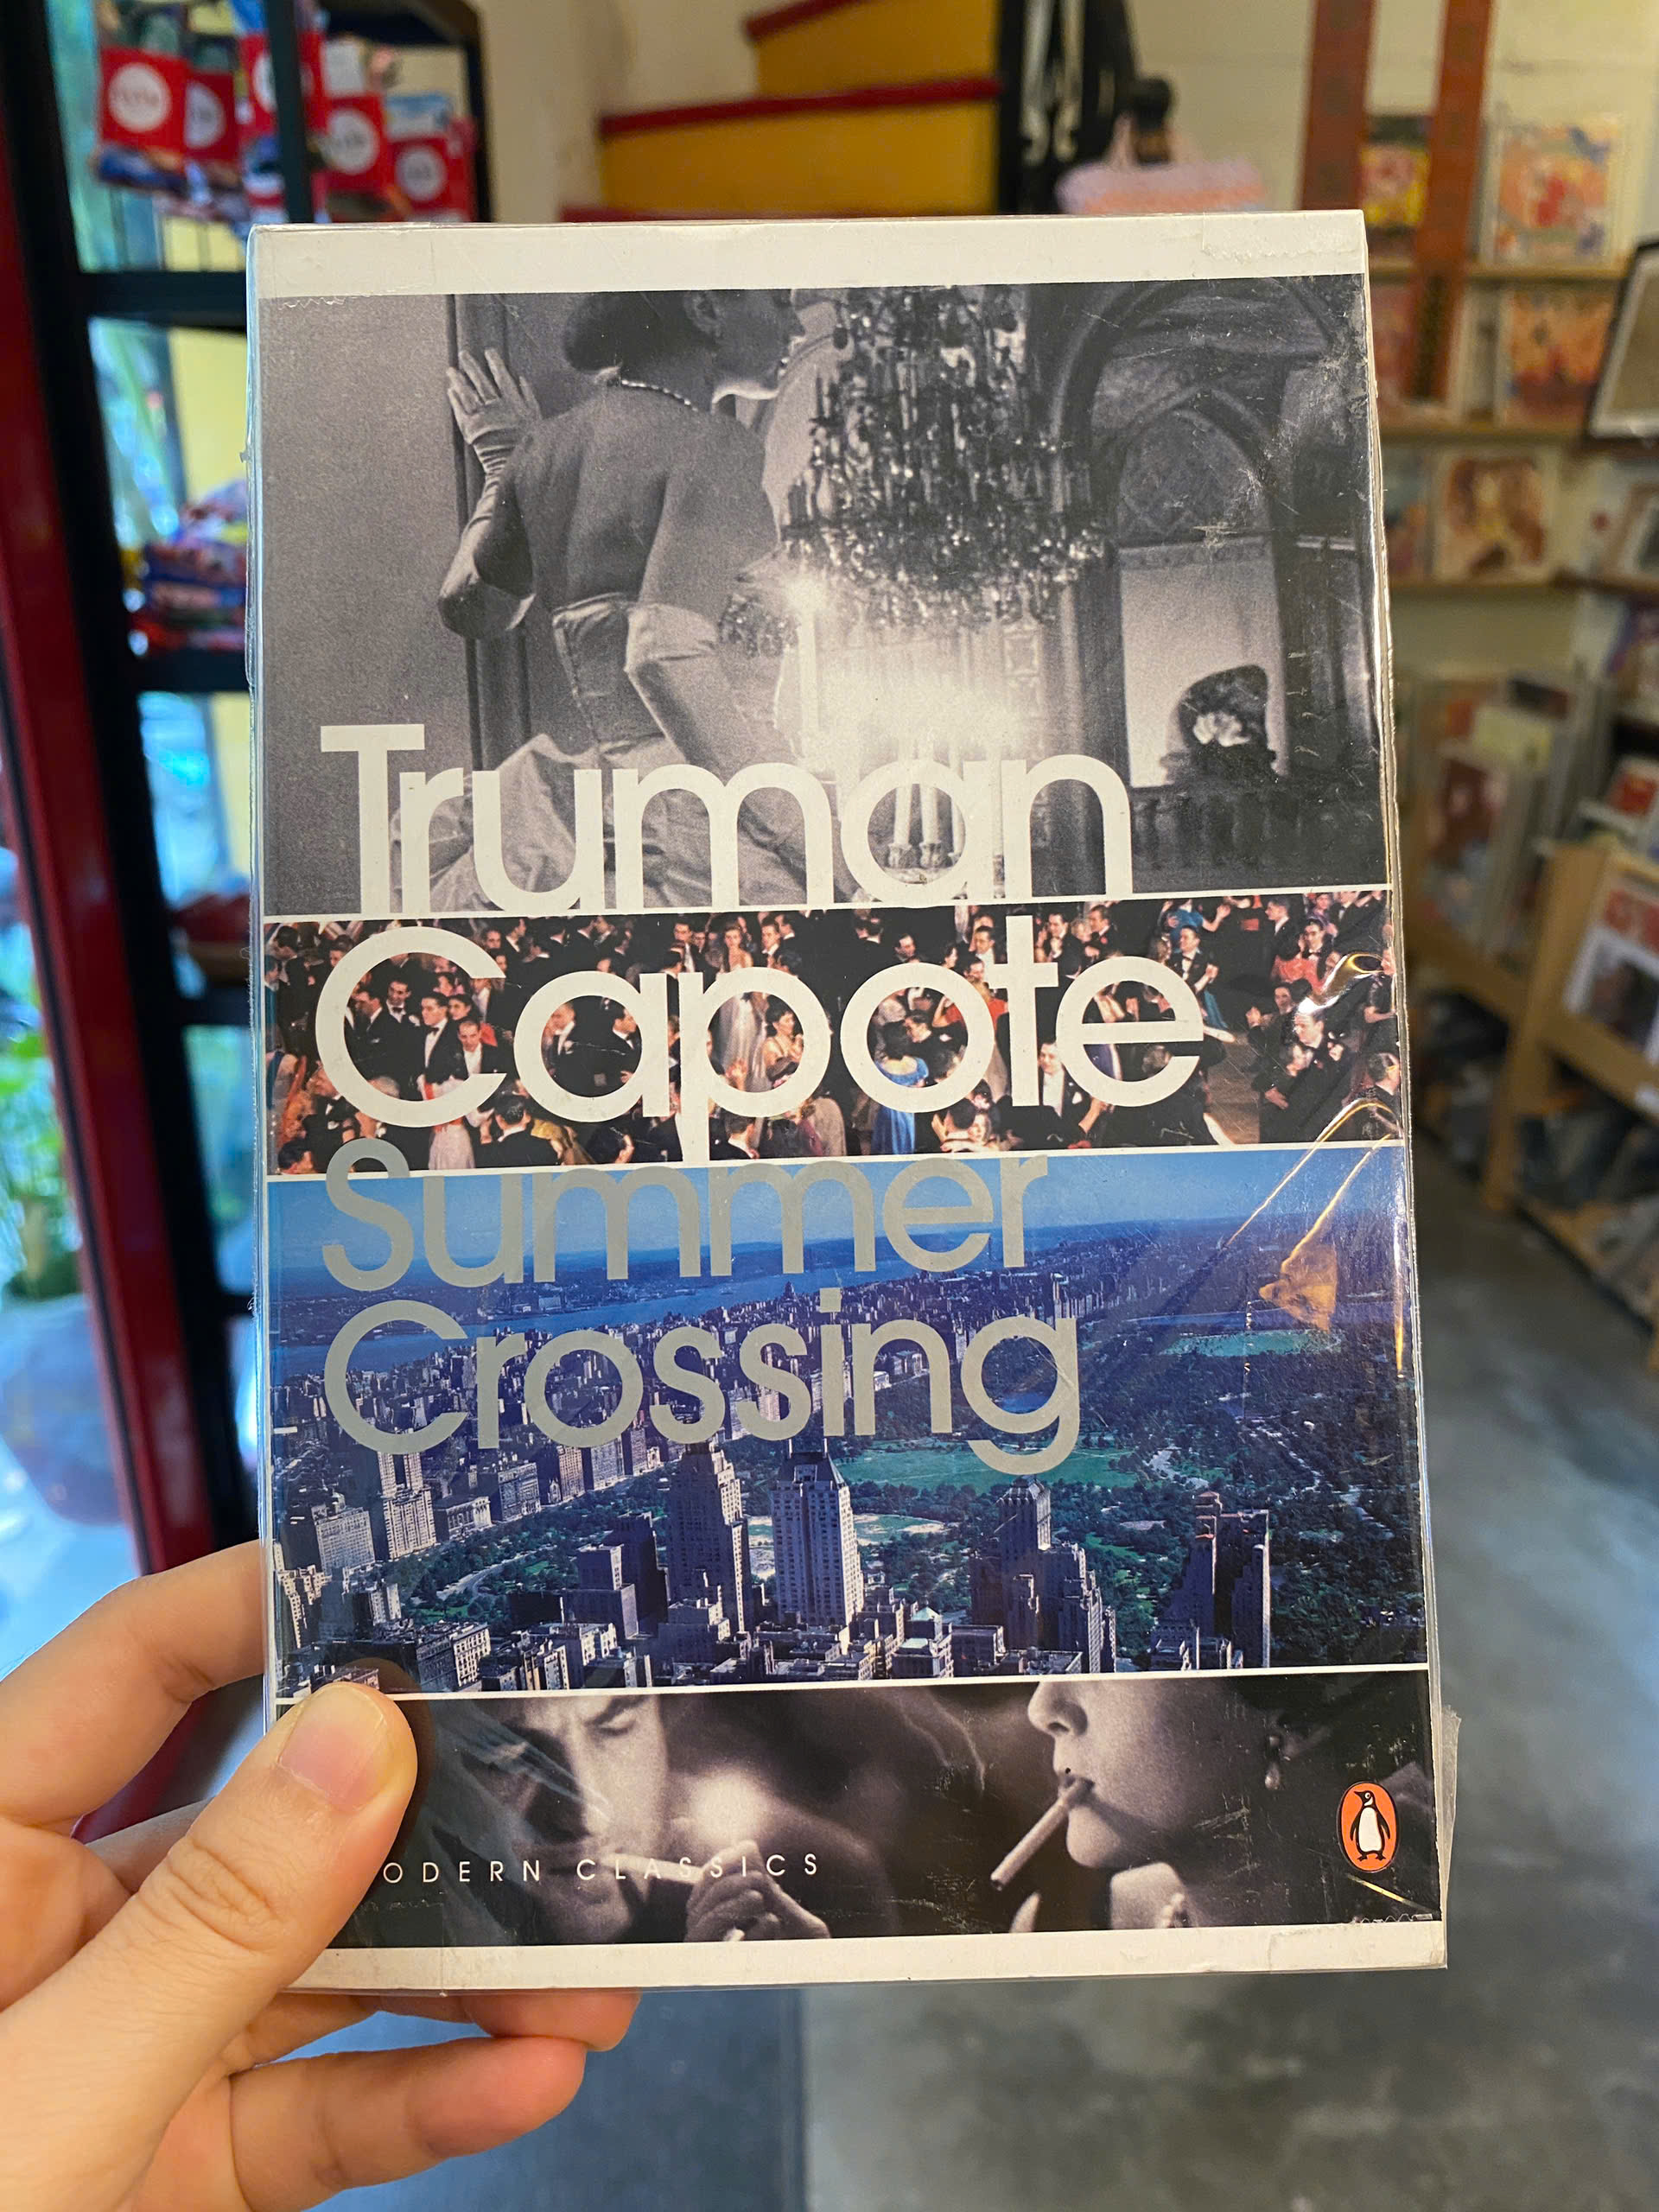 Truman
Capote
Summer
Crossing
ODERN CLASSICS